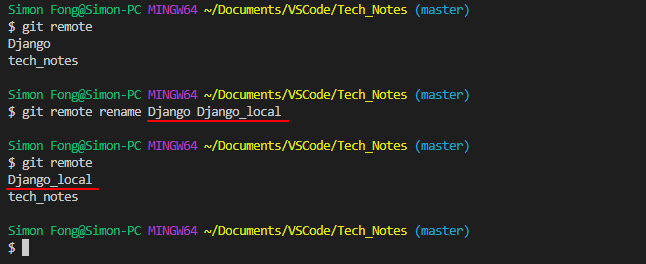 Simon Fong@Simon-PC MINGW64 ~/Documents/VSCode/Tech_Notes (master)
$ git remote
Django
tech_notes
Simon Fong@Simon-PC MINGW64 ~/Documents/VSCode/Tech_Notes (master)
$ git remote rename Django Django_local
Simon Fong@Simon-PC MINGW64 ~/Documents/VSCode/Tech_Notes (master)
$ git remote
Django_local
tech_notes
Simon Fong@Simon-PC MINGW64 ~/Documents/VSCode/Tech_Notes (master)
$